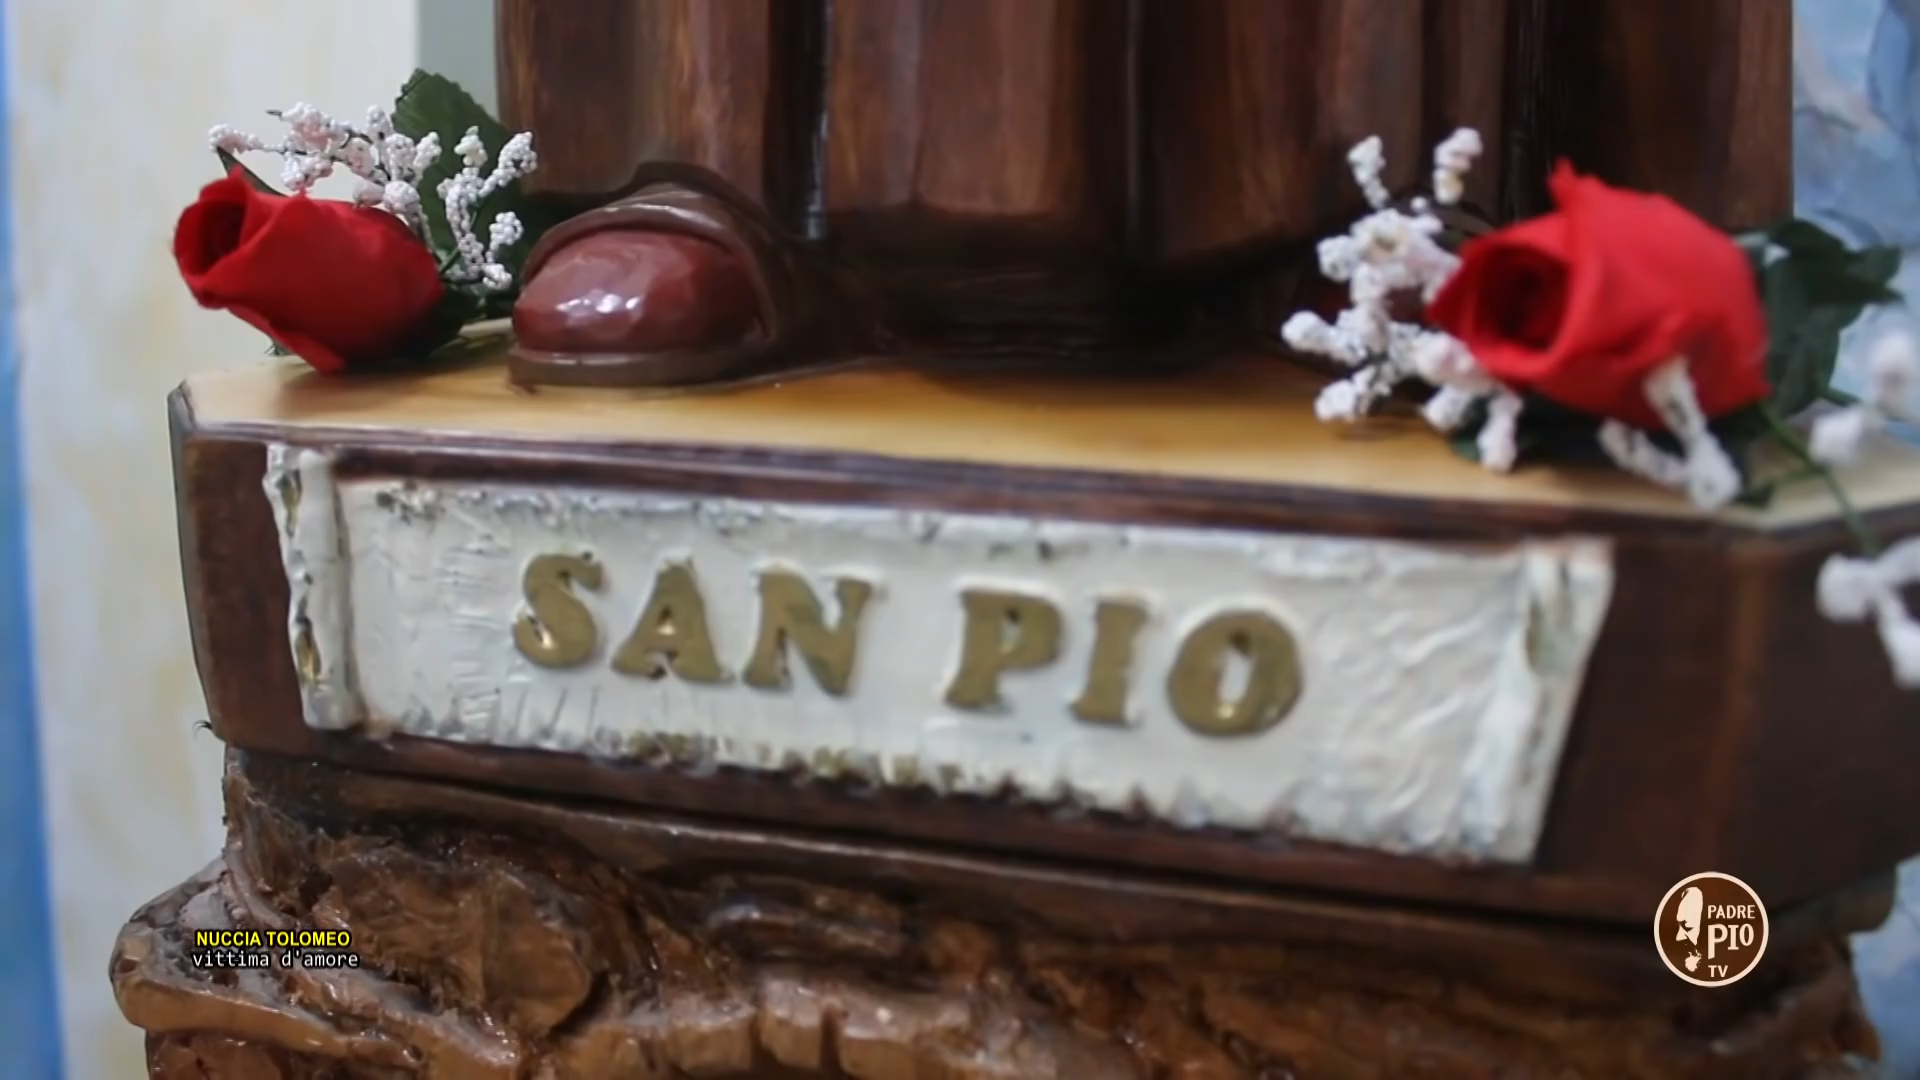 SAN PIO
NUCCIA TOLOMEO
vittima d'amore
PADRE
PIO
TV